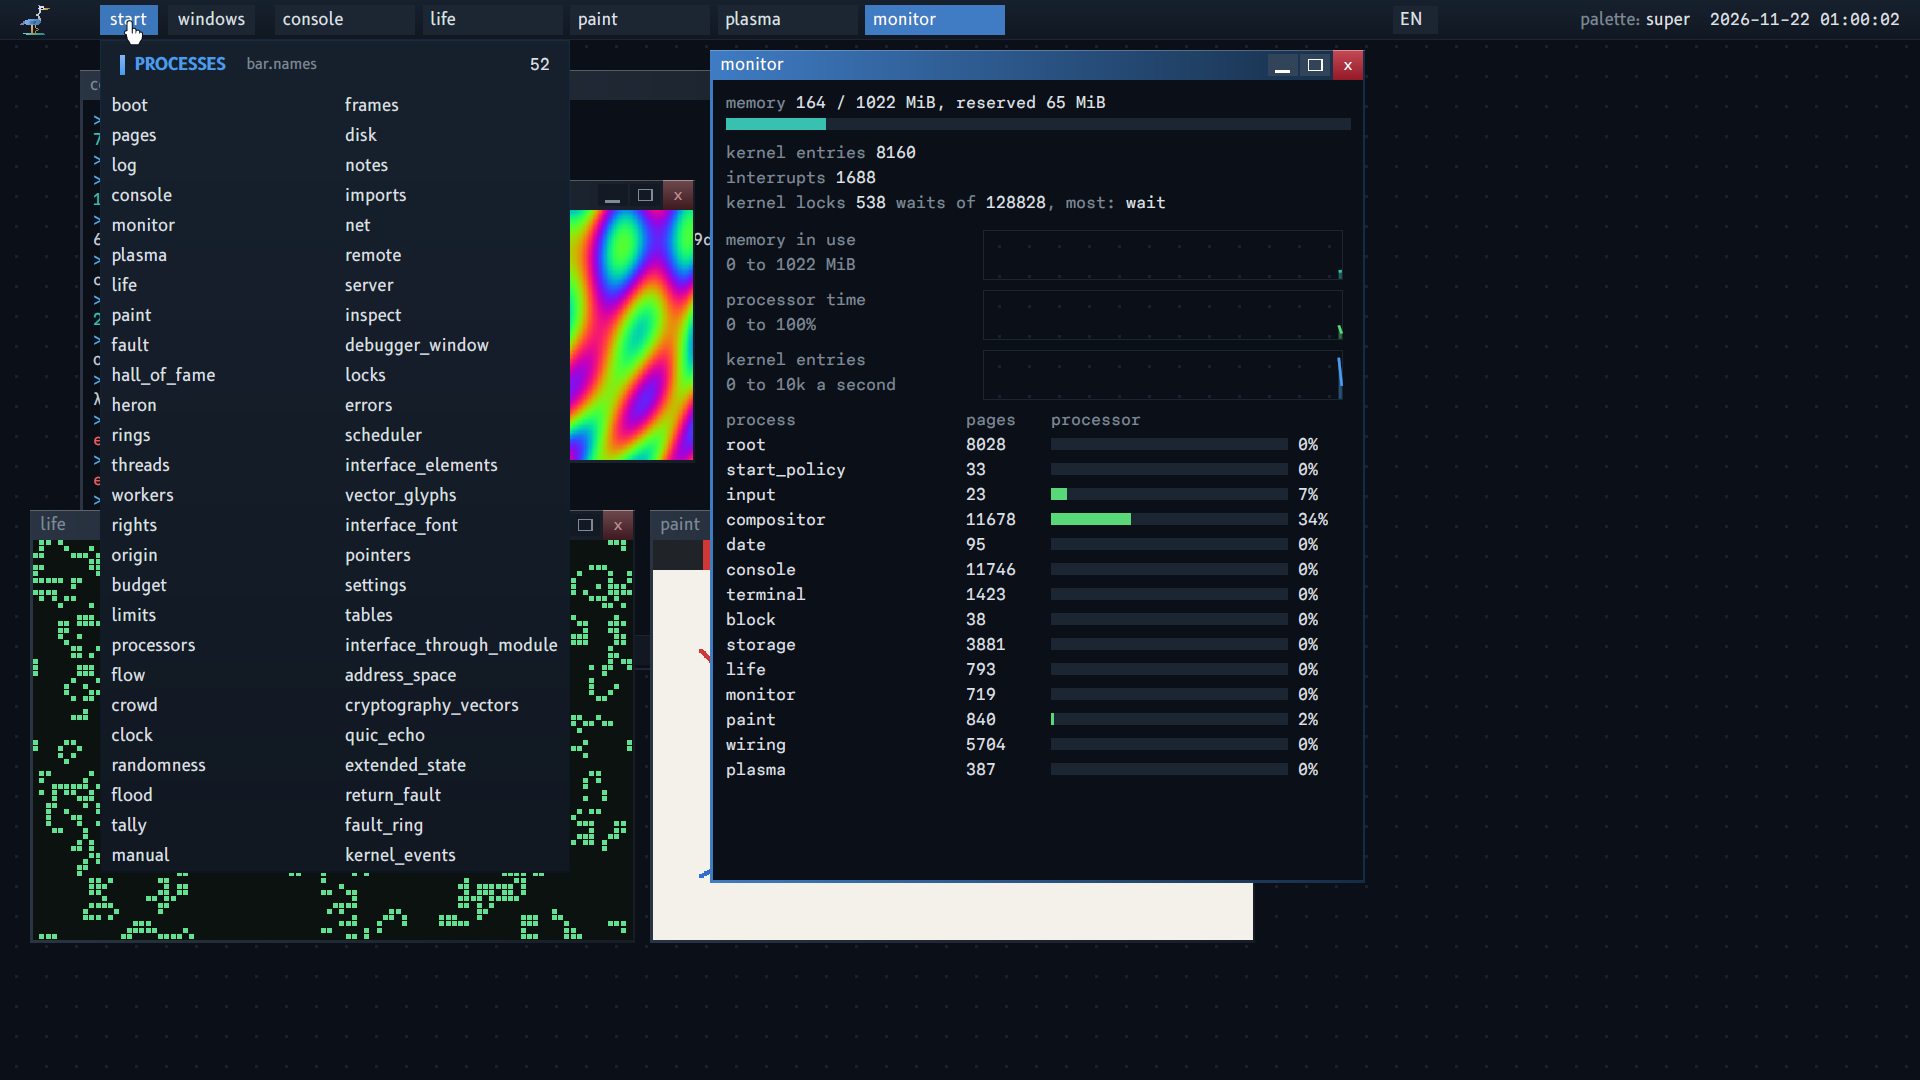 start windows console life paint plasma monitor EN palette: super 2026-11-22 01:00:02
PROCESSES bar.names 52
boot frames
pages disk
log notes
console imports
monitor net
plasma remote
life server
paint inspect
fault debugger_window
hall_of_fame locks
heron errors
rings scheduler
threads interface_elements
workers vector_glyphs
rights interface_font
origin pointers
budget settings
limits tables
processors interface_through_module
flow address_space
crowd cryptography_vectors
clock quic_echo
randomness extended_state
flood return_fault
tally fault_ring
manual kernel_events
x
life x
paint
monitor x
memory 164 / 1022 MiB, reserved 65 MiB
kernel entries 8160
interrupts 1688
kernel locks 538 waits of 128828, most: wait
memory in use
0 to 1022 MiB
processor time
0 to 100%
kernel entries
0 to 10k a second
process pages processor
root 8028 0%
start_policy 33 0%
input 23 7%
compositor 11678 34%
date 95 0%
console 11746 0%
terminal 1423 0%
block 38 0%
storage 3881 0%
life 793 0%
monitor 719 0%
paint 840 2%
wiring 5704 0%
plasma 387 0%